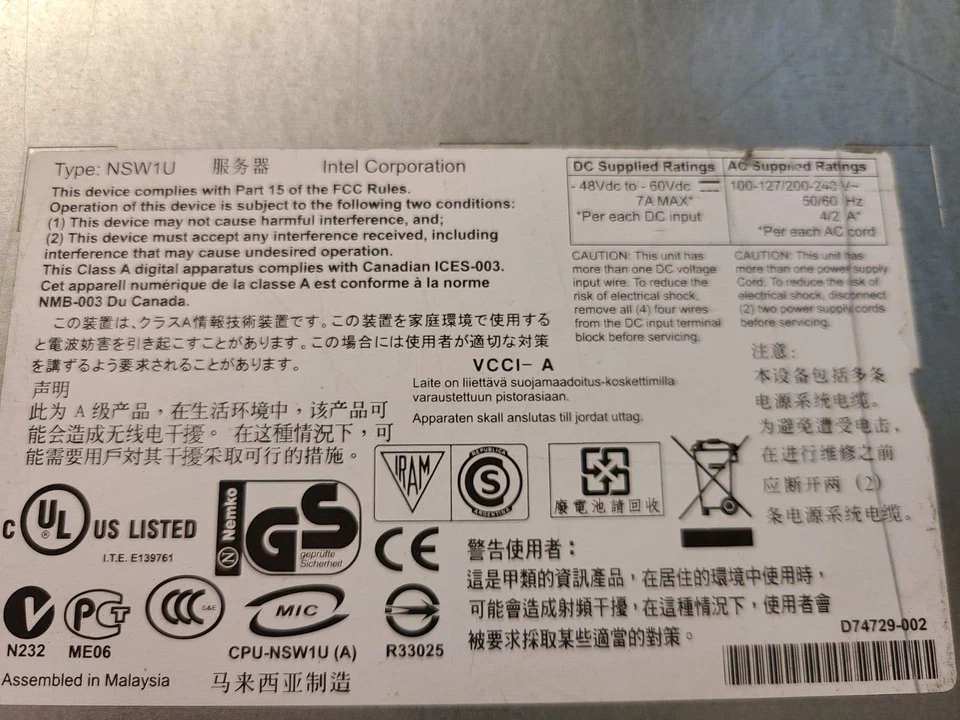 Type: NSW1U 服务器 Intel Corporation
This device complies with Part 15 of the FCC Rules.
Operation of this device is subject to the following two conditions:
(1) This device may not cause harmful interference, and;
(2) This device must accept any interference received, including
interference that may cause undesired operation.
This Class A digital apparatus complies with Canadian ICES-003.
Cet appareil numérique de la classe A est conforme à la norme
NMB-003 Du Canada.
この装置は、クラスA情報技術装置です。この装置を家庭環境で使用する
と電波妨害を引き起こすことがあります。この場合には使用者が適切な対策
を講ずるよう要求されることがあります。
VCCI- A
声明
此为 A 级产品，在生活环境中，该产品可
能会造成无线电干擾。 在这種情况下，可
能需要用戶对其干擾采取可行的措施。
Laite on liiettävä suojamaadoitus-koskettimilla
varaustettuun pistorasiaan.
Apparaten skall anslutas till jordat uttag.
DC Supplied Ratings
- 48Vdc to - 60Vdc
7A MAX*
*Per each DC input
AC Supplied Ratings
100-127/200-240 V~
50/60 Hz
4/2 A*
*Per each AC cord
CAUTION: This unit has
more than one DC voltage
input wire. To reduce the
risk of electrical shock,
remove all (4) four wires
from the DC input terminal
block before servicing.
CAUTION: This unit has
more than one power supply
Cord. To reduce the risk of
electrical shock, disconnect
(2) two power supply cords
before servicing.
注意:
本设备包括多条
电源系统电缆。
为避免遭受电击,
在进行维修之前
应断开两 (2)
条电源系统电缆。
IRAM
REPUBLICA
S
ARGENTINA
廢電池請回收
C UL ® US LISTED
I.T.E. E139761
N Nemko
GS
geprüfte
Sicherheit
CE
警告使用者：
這是甲類的資訊產品，在居住的環境中使用時，
可能會造成射頻干擾，在這種情況下，使用者會
被要求採取某些適當的對策。
N232
PCT
ME06
CCC S&E
MIC
CPU-NSW1U (A)
R33025
D74729-002
Assembled in Malaysia 马来西亚制造